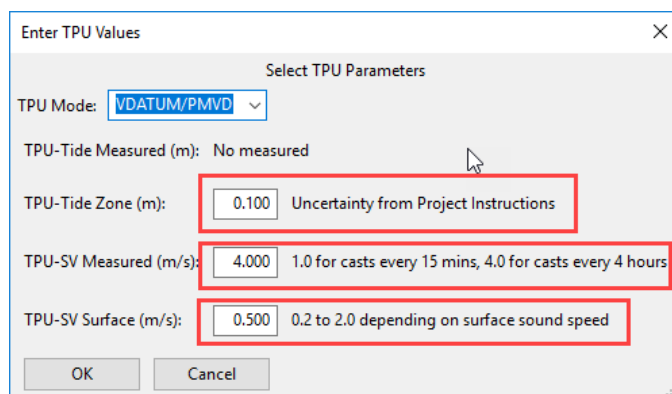 Enter TPU Values
Select TPU Parameters
TPU Mode: VDATUM/PMVD
TPU-Tide Measured (m): No measured
TPU-Tide Zone (m): 0.100 Uncertainty from Project Instructions
TPU-SV Measured (m/s): 4.000 1.0 for casts every 15 mins, 4.0 for casts every 4 hours
TPU-SV Surface (m/s): 0.500 0.2 to 2.0 depending on surface sound speed
OK Cancel